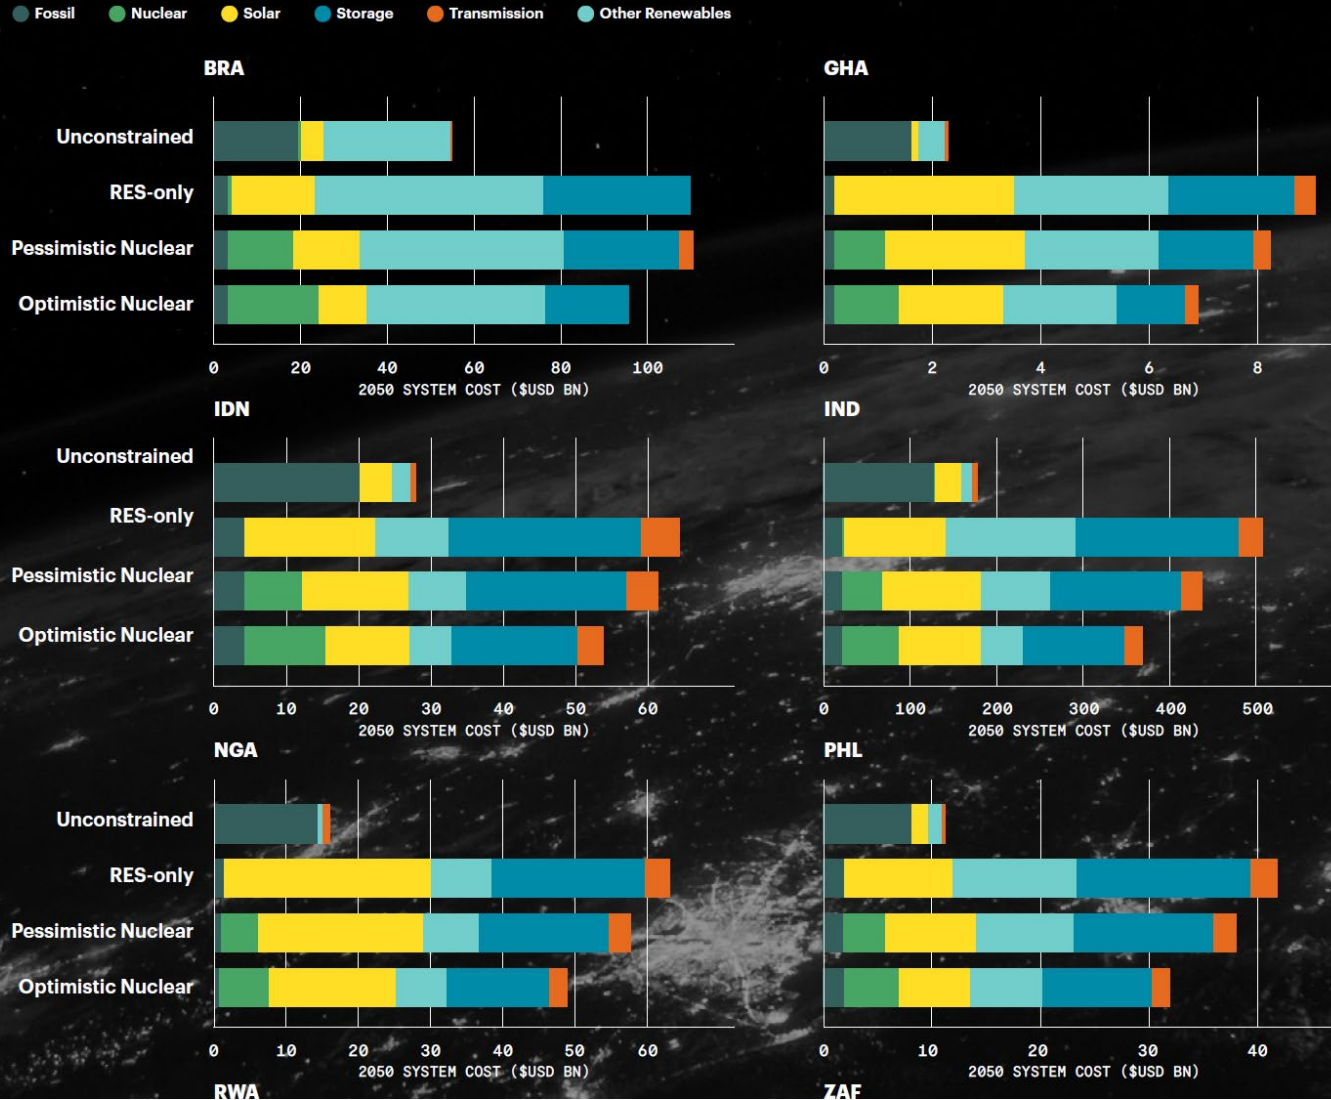 Fossil Nuclear Solar Storage Transmission Other Renewables
BRA
Unconstrained
RES-only
Pessimistic Nuclear
Optimistic Nuclear
0 20 40 60 80 100
2050 SYSTEM COST ($USD BN)
GHA
0 2 4 6 8
2050 SYSTEM COST ($USD BN)
IDN
Unconstrained
RES-only
Pessimistic Nuclear
Optimistic Nuclear
0 10 20 30 40 50 60
2050 SYSTEM COST ($USD BN)
IND
0 100 200 300 400 500
2050 SYSTEM COST ($USD BN)
NGA
Unconstrained
RES-only
Pessimistic Nuclear
Optimistic Nuclear
0 10 20 30 40 50 60
2050 SYSTEM COST ($USD BN)
PHL
0 10 20 30 40
2050 SYSTEM COST ($USD BN)
RWA
ZAF